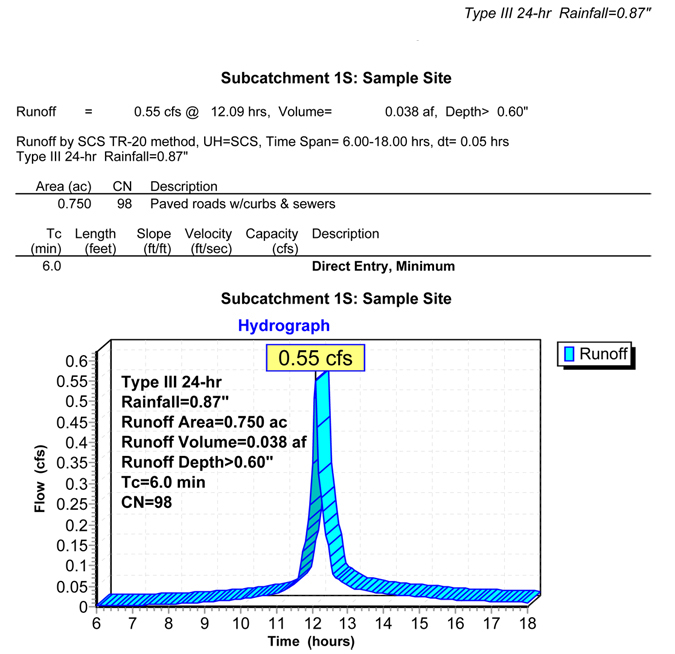 Type III 24-hr Rainfall=0.87"
Subcatchment 1S: Sample Site
Runoff = 0.55 cfs @ 12.09 hrs, Volume= 0.038 af, Depth> 0.60"
Runoff by SCS TR-20 method, UH=SCS, Time Span= 6.00-18.00 hrs, dt= 0.05 hrs
Type III 24-hr Rainfall=0.87"
Area (ac) CN Description
0.750 98 Paved roads w/curbs & sewers
Tc Length Slope Velocity Capacity Description
(min) (feet) (ft/ft) (ft/sec) (cfs)
6.0 Direct Entry, Minimum
Subcatchment 1S: Sample Site
Hydrograph
0.55 cfs
Runoff
Type III 24-hr
Rainfall=0.87"
Runoff Area=0.750 ac
Runoff Volume=0.038 af
Runoff Depth>0.60"
Tc=6.0 min
CN=98
Flow (cfs)
0.6
0.55
0.5
0.45
0.4
0.35
0.3
0.25
0.2
0.15
0.1
0.05
0
6 7 8 9 10 11 12 13 14 15 16 17 18
Time (hours)